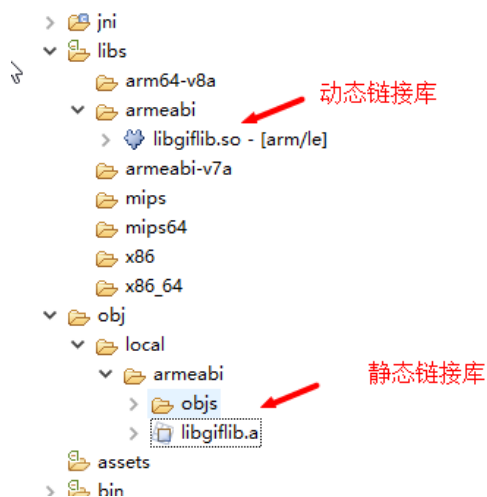 jni
libs
arm64-v8a
动态链接库
armeabi
libgiflib.so - [arm/le]
armeabi-v7a
mips
mips64
x86
x86_64
obj
local
armeabi
静态链接库
objs
libgiflib.a
assets
bin